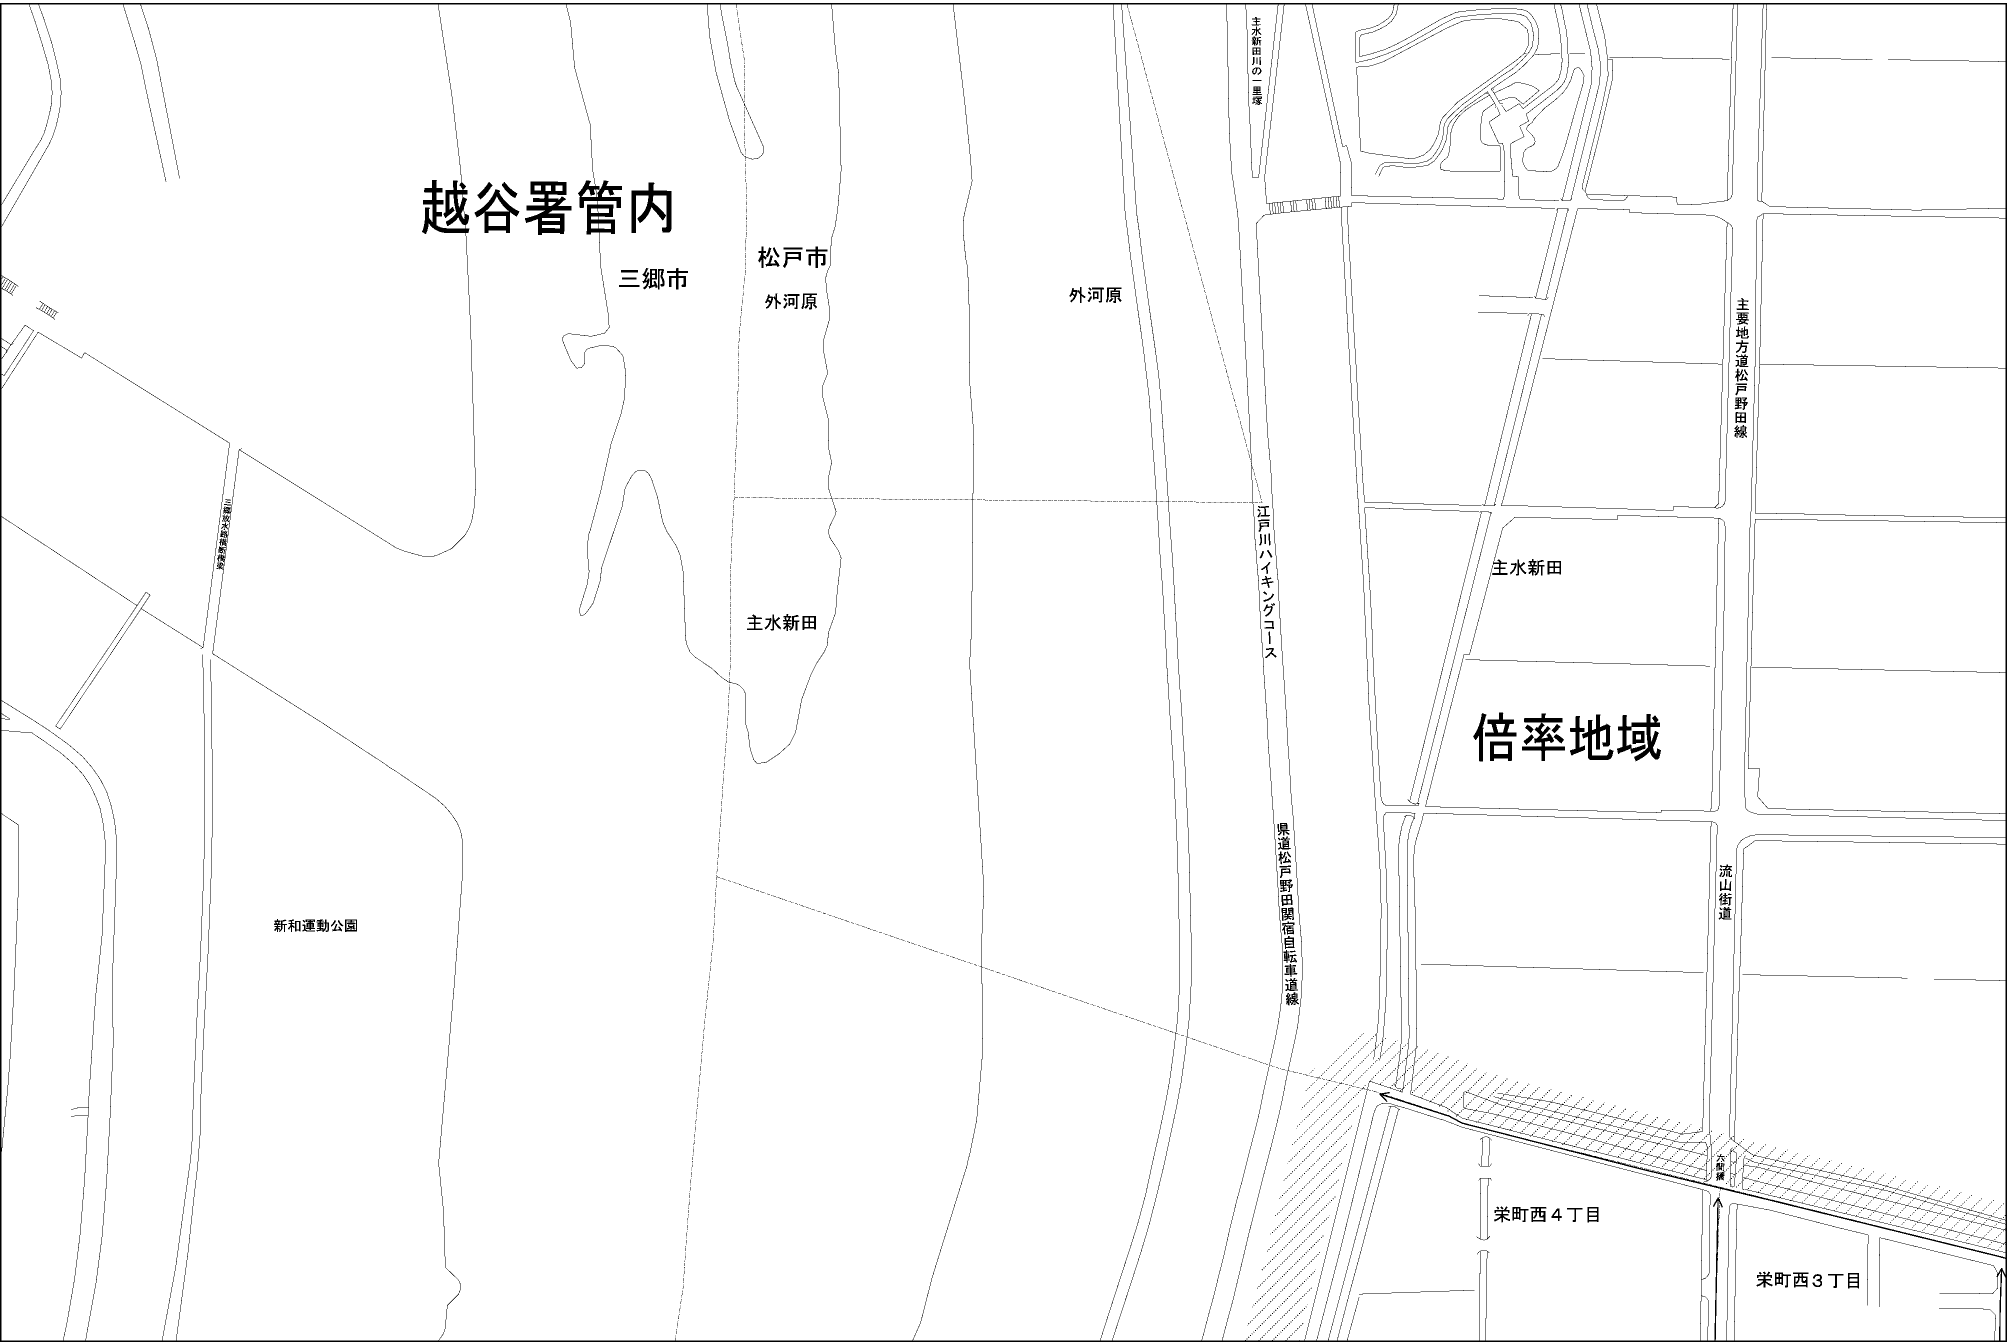 主水新田川の一里塚
越谷署管内
三郷市
松戸市
外河原
外河原
主要地方道松戸野田線
江戸川ハイキングコース
主水新田
主水新田
倍率地域
県道松戸野田関宿自転車道線
流山街道
新和運動公園
六間橋
栄町西４丁目
栄町西３丁目